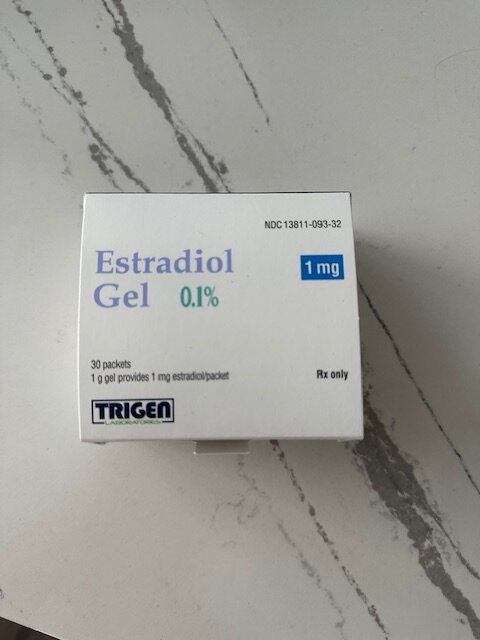 NDC 13811-093-32
Estradiol
Gel 0.1%
1 mg
30 packets
1 g gel provides 1 mg estradiol/packet
Rx only
TRIGEN
LABORATORIES